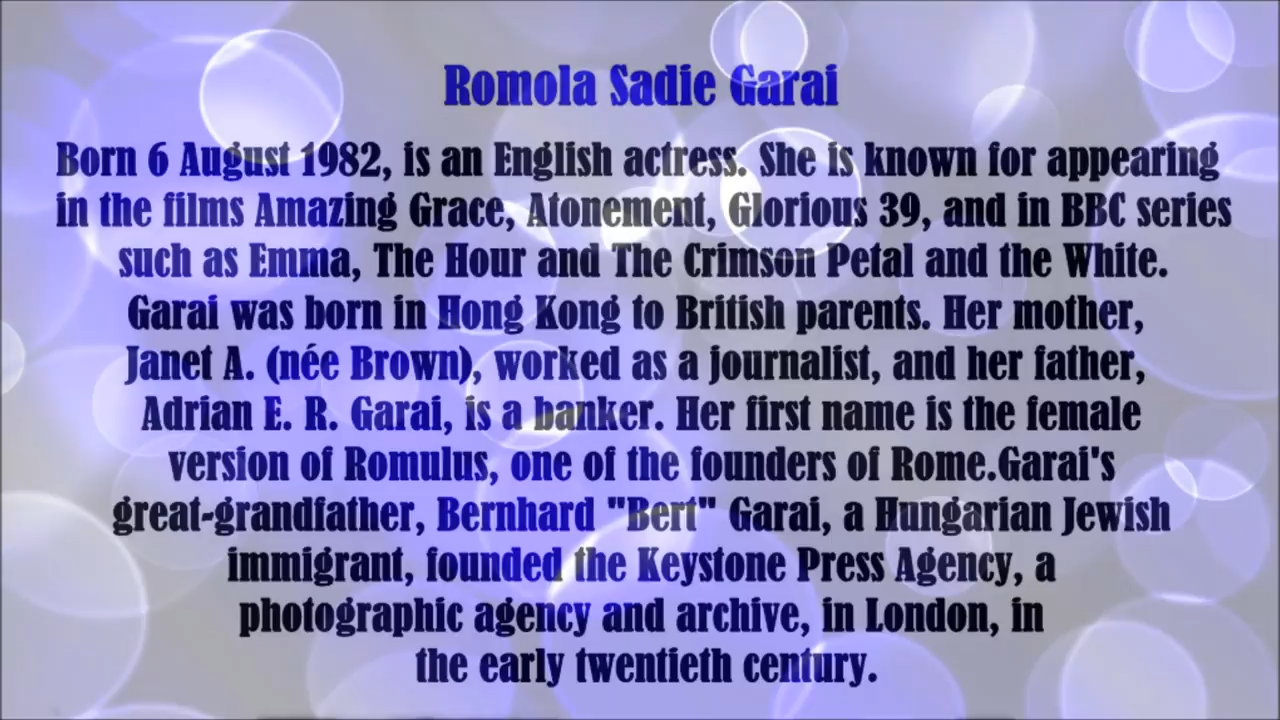 Romola Sadie Garai
Born 6 August 1982, is an English actress. She is known for appearing
in the films Amazing Grace, Atonement, Glorious 39, and in BBC series
such as Emma, The Hour and The Crimson Petal and the White.
Garai was born in Hong Kong to British parents. Her mother,
Janet A. (née Brown), worked as a journalist, and her father,
Adrian E. R. Garai, is a banker. Her first name is the female
version of Romulus, one of the founders of Rome.Garai's
great-grandfather, Bernhard "Bert" Garai, a Hungarian Jewish
immigrant, founded the Keystone Press Agency, a
photographic agency and archive, in London, in
the early twentieth century.